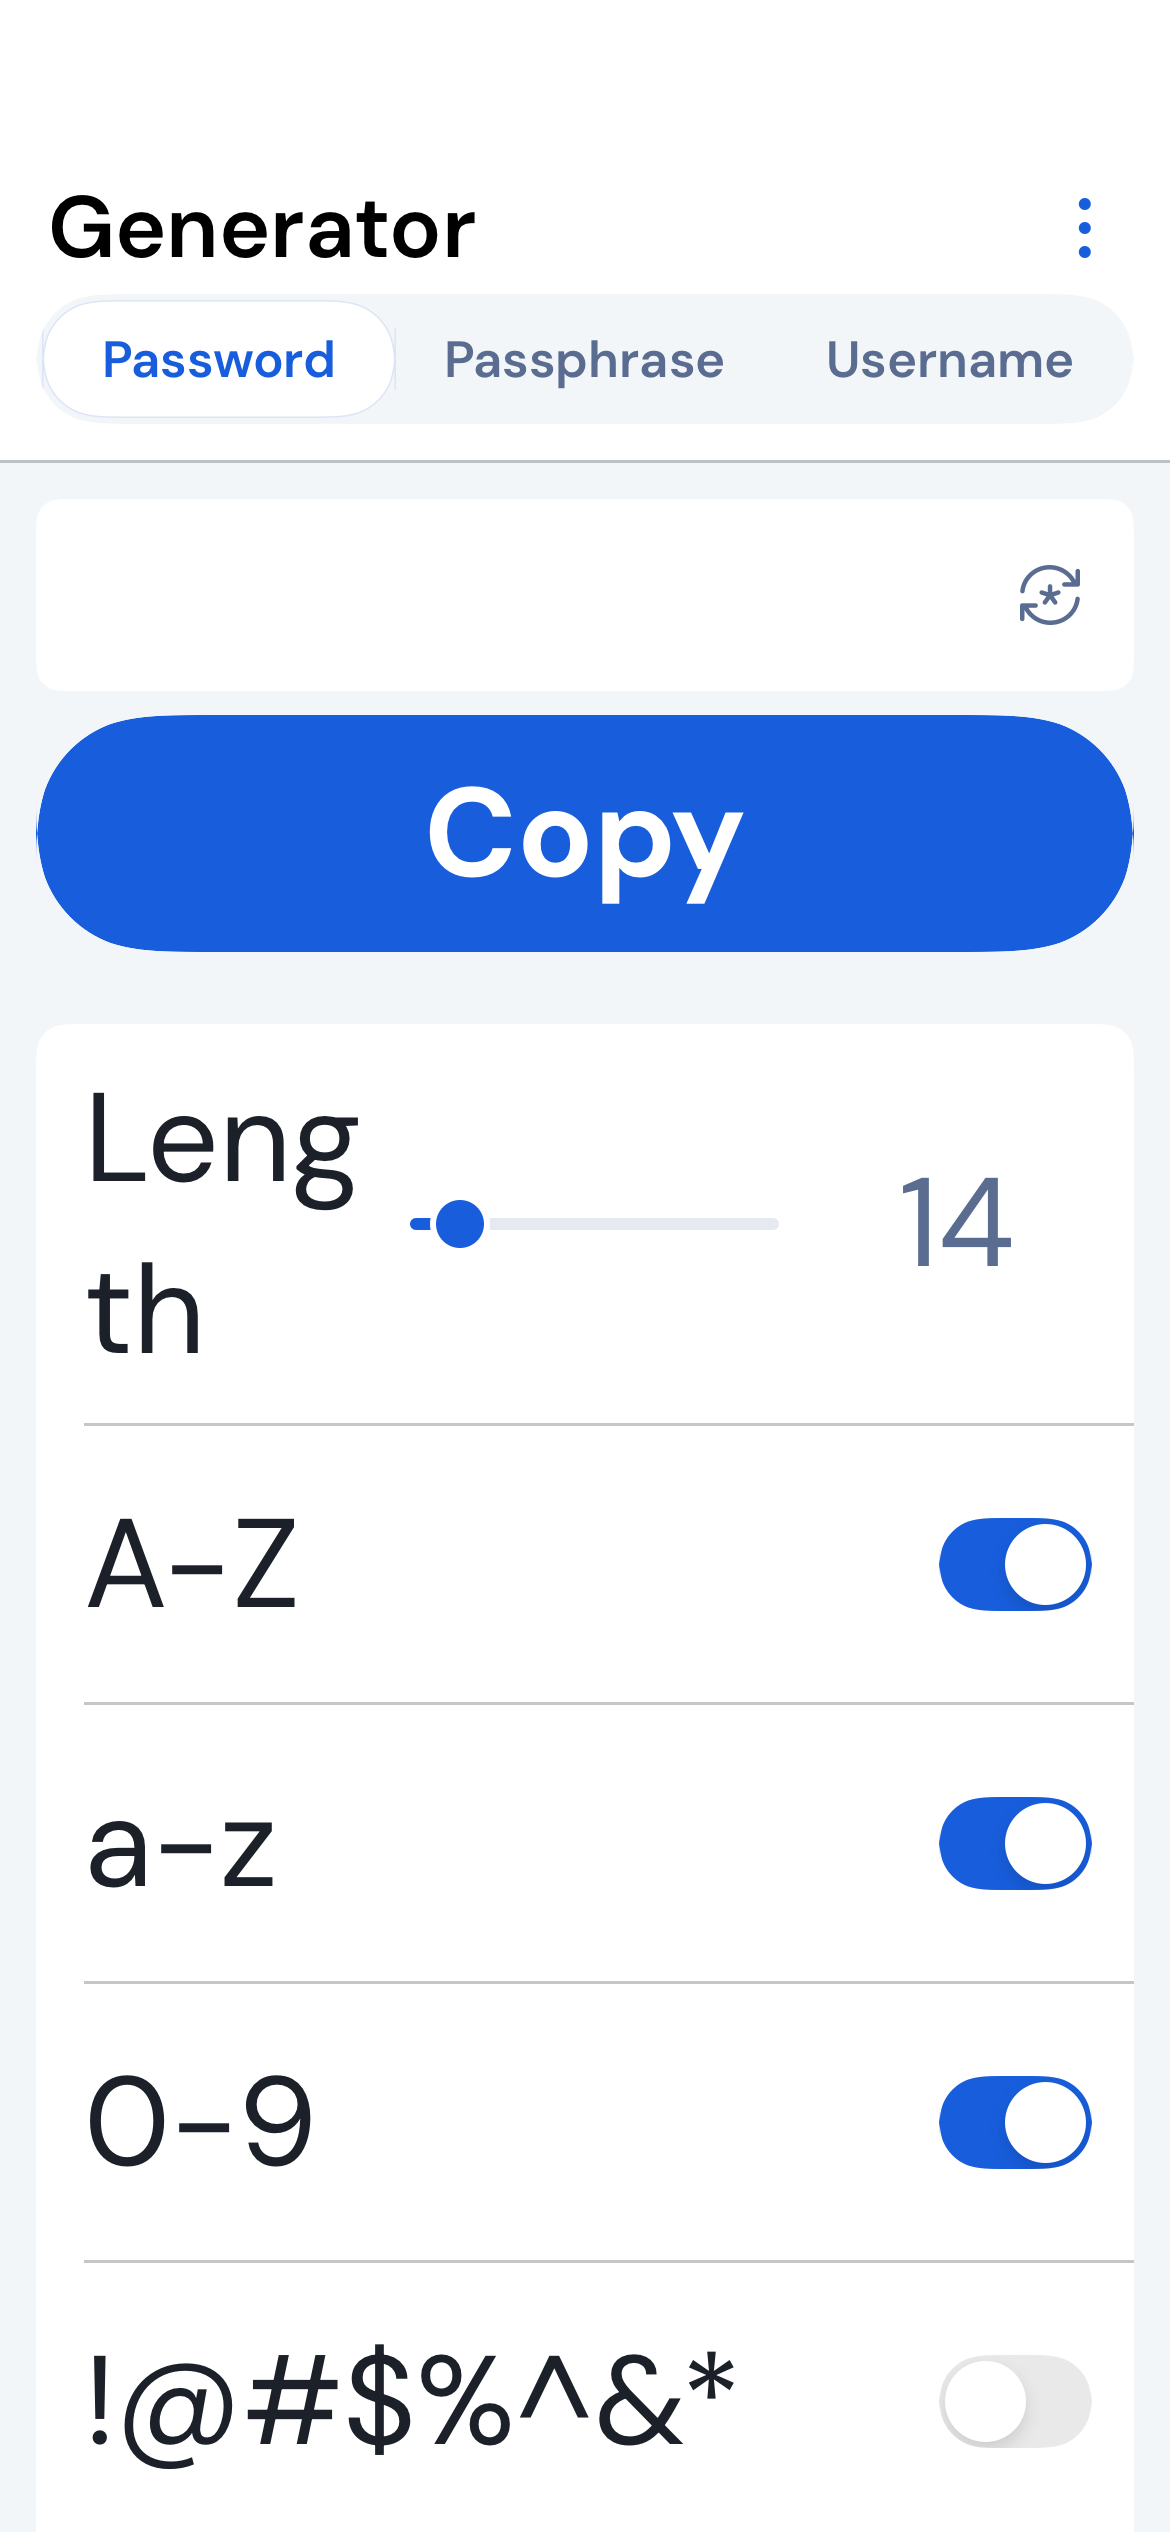 Generator
Password Passphrase Username
Copy
Leng
th
14
A-Z
a-z
0-9
!@#$%^&*